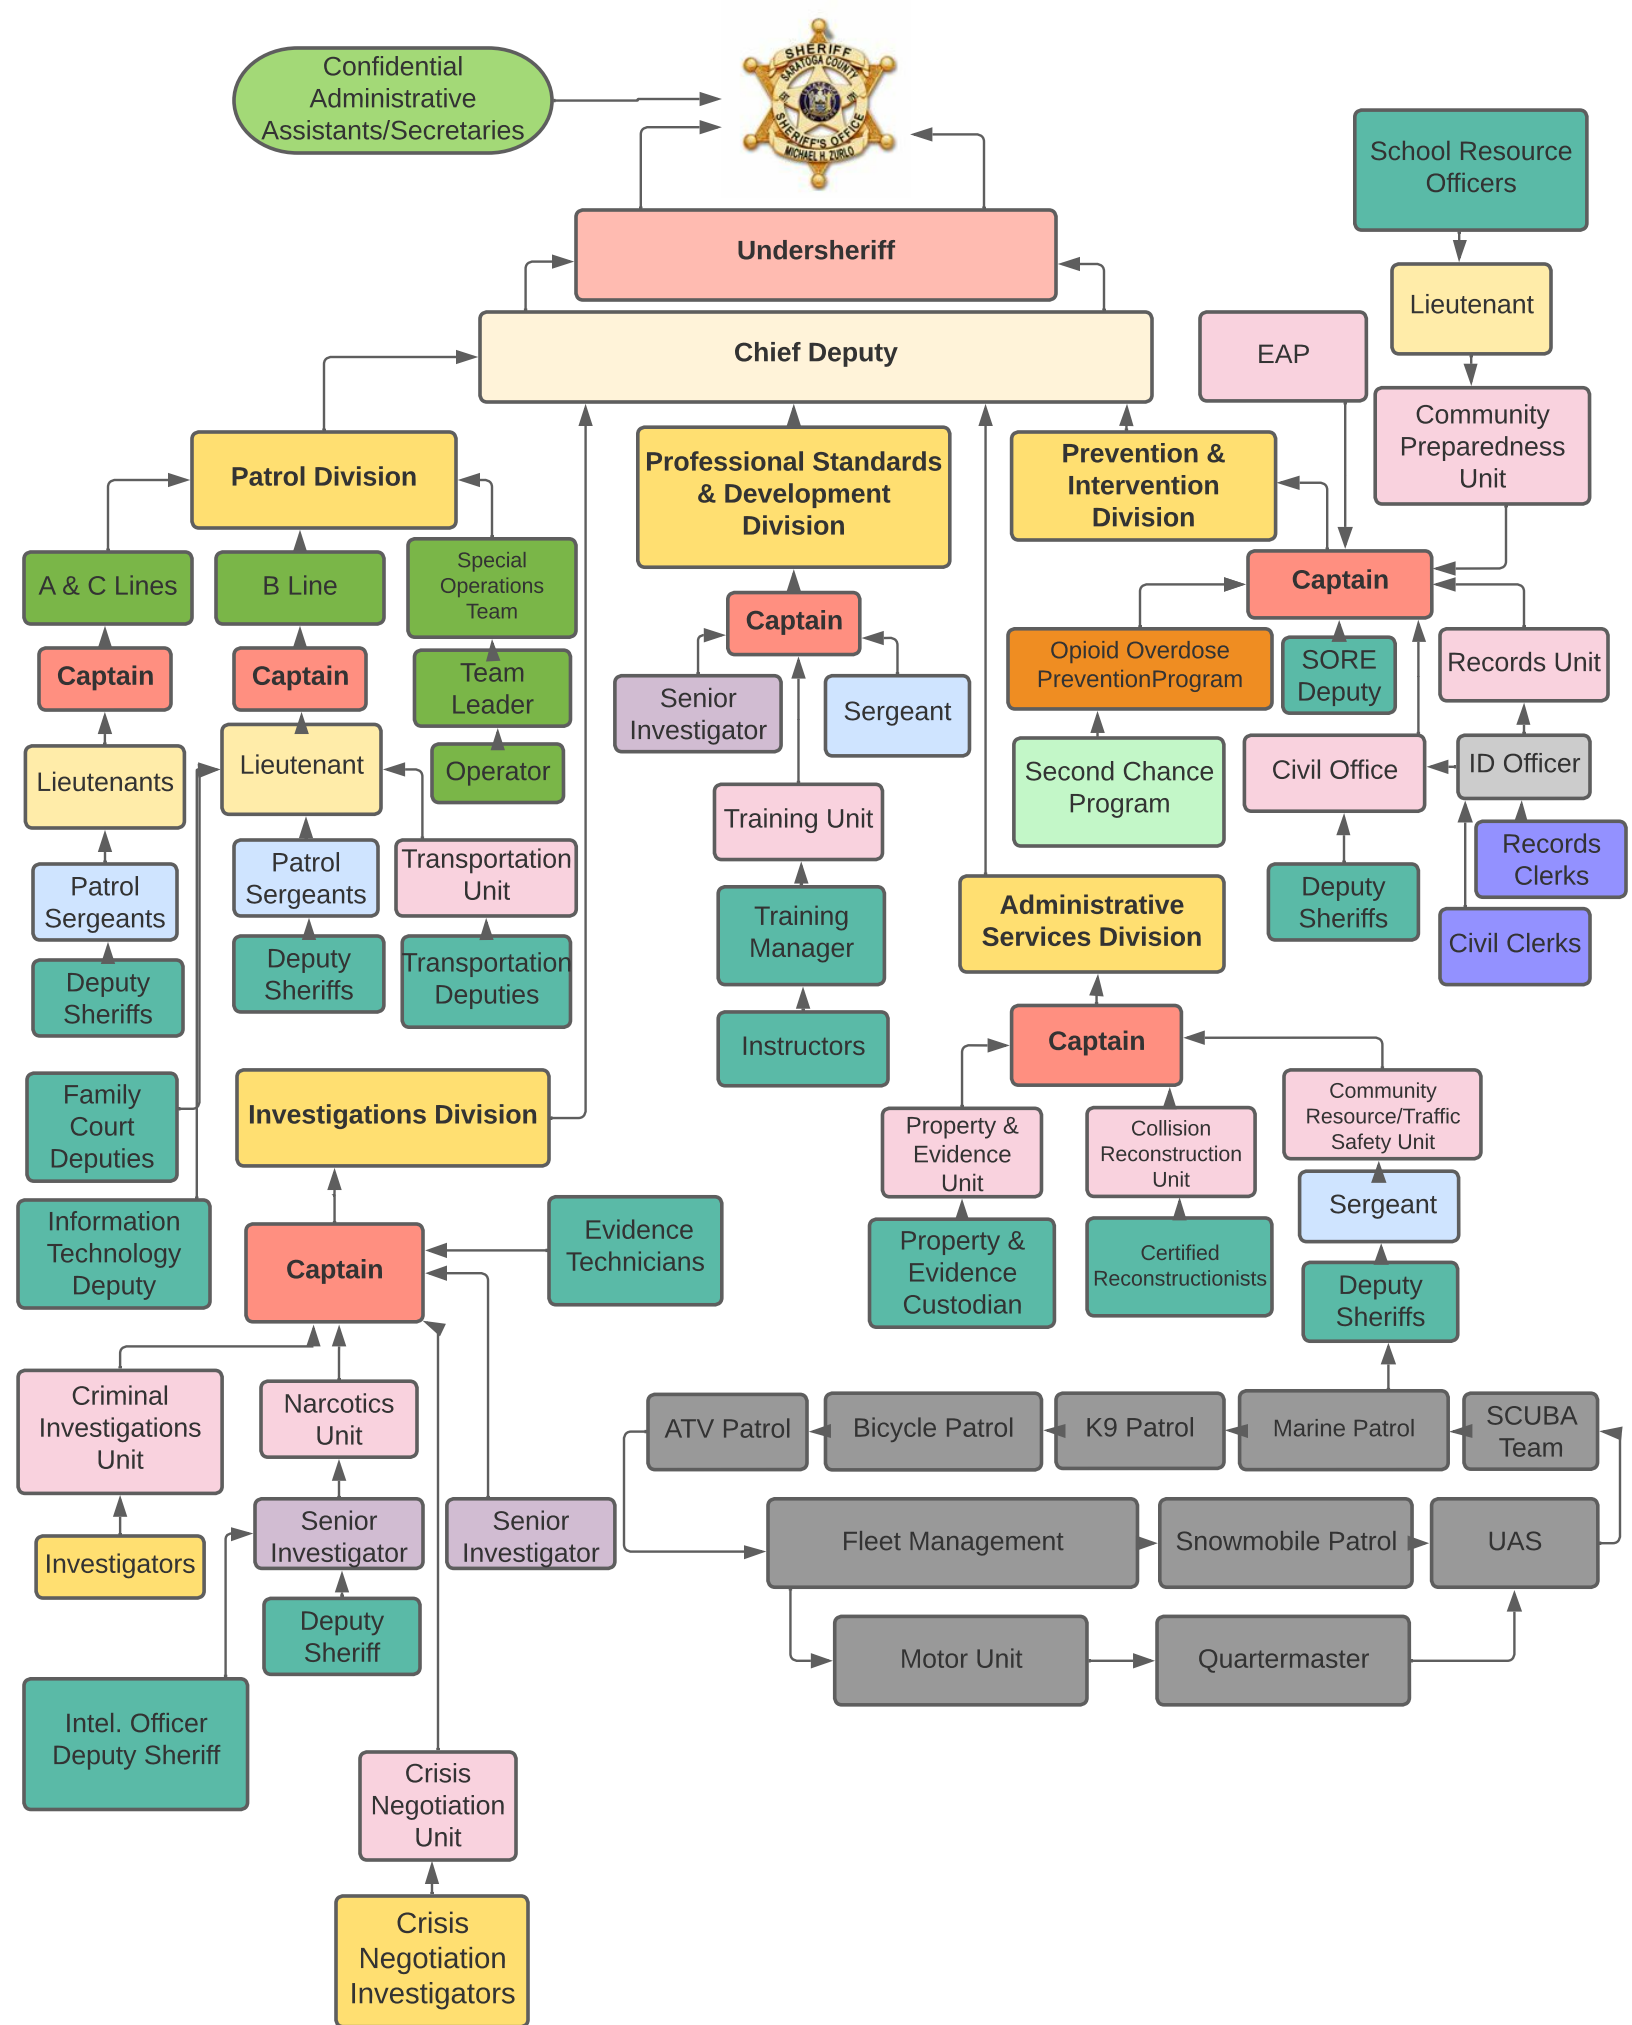 Confidential
Administrative
Assistants/Secretaries
SHERIFF
SARATOGA COUNTY
SHERIFF'S OFFICE
MICHAEL H. ZURLO
School Resource
Officers
Undersheriff
Lieutenant
Chief Deputy
EAP
Community
Preparedness
Unit
Patrol Division
Professional Standards
& Development
Division
Prevention &
Intervention
Division
A & C Lines
B Line
Special
Operations
Team
Captain
Captain
Captain
Captain
Team
Leader
Opioid Overdose
PreventionProgram
SORE
Deputy
Records Unit
Senior
Investigator
Sergeant
Lieutenants
Lieutenant
Operator
Second Chance
Program
Civil Office
ID Officer
Training Unit
Patrol
Sergeants
Patrol
Sergeants
Transportation
Unit
Records
Clerks
Deputy
Sheriffs
Training
Manager
Administrative
Services Division
Civil Clerks
Deputy
Sheriffs
Deputy
Sheriffs
Transportation
Deputies
Instructors
Captain
Family
Court
Deputies
Investigations Division
Property &
Evidence
Unit
Collision
Reconstruction
Unit
Community
Resource/Traffic
Safety Unit
Sergeant
Information
Technology
Deputy
Captain
Evidence
Technicians
Property &
Evidence
Custodian
Certified
Reconstructionists
Deputy
Sheriffs
Criminal
Investigations
Unit
Narcotics
Unit
ATV Patrol
Bicycle Patrol
K9 Patrol
Marine Patrol
SCUBA
Team
Senior
Investigator
Senior
Investigator
Fleet Management
Snowmobile Patrol
UAS
Investigators
Deputy
Sheriff
Motor Unit
Quartermaster
Intel. Officer
Deputy Sheriff
Crisis
Negotiation
Unit
Crisis
Negotiation
Investigators